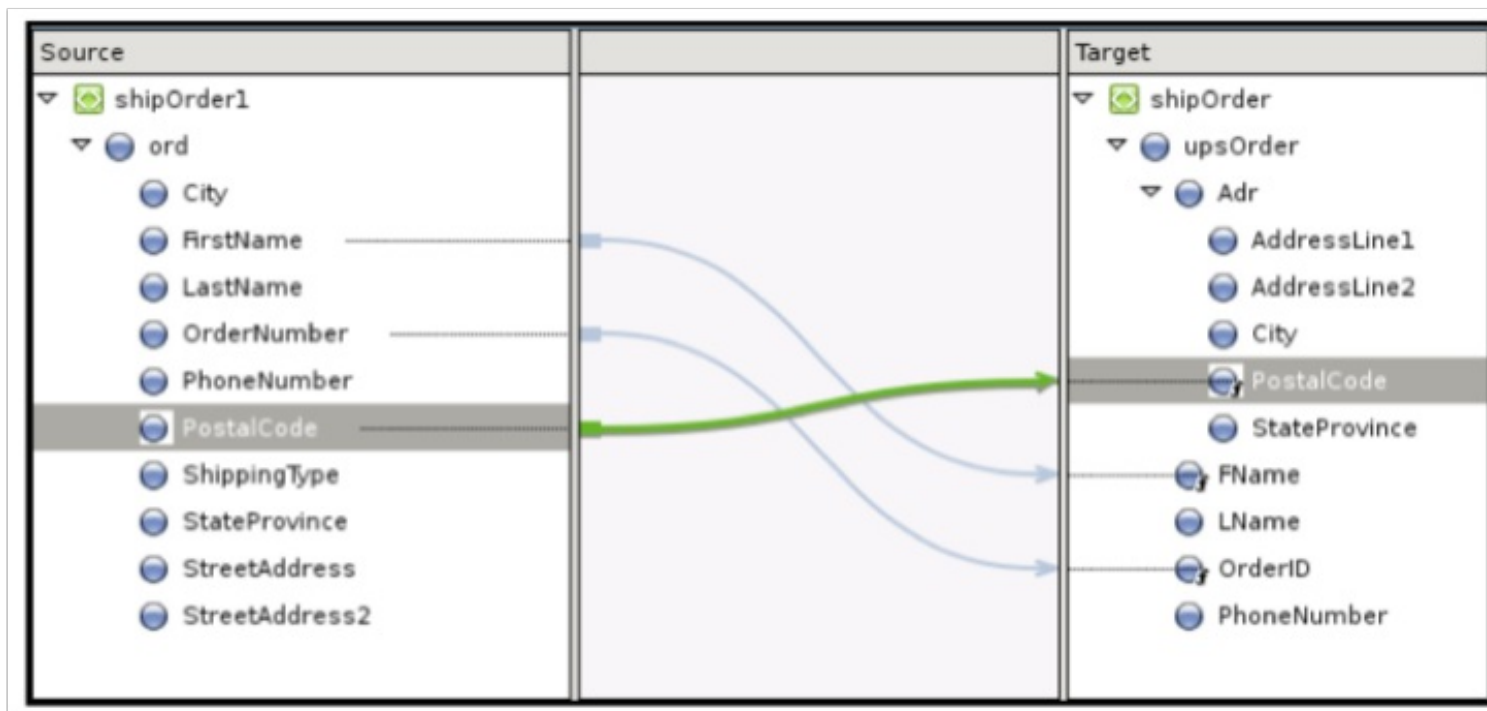 Source
shipOrder1
ord
City
FirstName
LastName
OrderNumber
PhoneNumber
PostalCode
ShippingType
StateProvince
StreetAddress
StreetAddress2
Target
shipOrder
upsOrder
Adr
AddressLine1
AddressLine2
City
PostalCode
StateProvince
FName
LName
OrderID
PhoneNumber